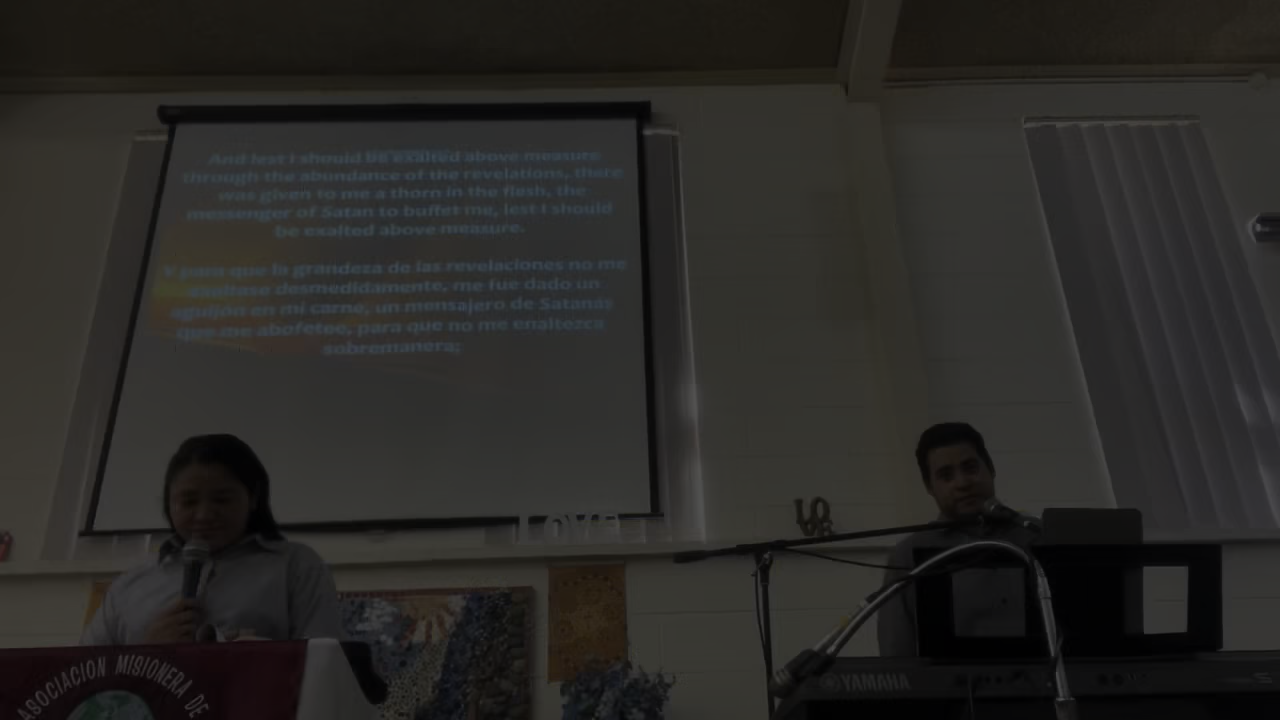 And lest I should be exalted above measure
through the abundance of the revelations, there
was given to me a thorn in the flesh, the
messenger of Satan to buffet me, lest I should
be exalted above measure.
Y para que la grandeza de las revelaciones no me
exaltase desmedidamente, me fue dado un
aguijón en mi carne, un mensajero de Satanás
que me abofetee, para que no me enaltezca
sobremanera;
Love
LO
ASOCIACION MISIONERA DE
YAMAHA